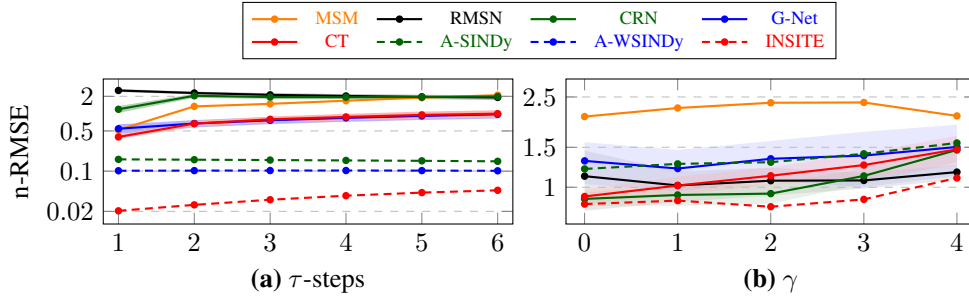 MSM RMSN CRN G-Net
CT A-SINDy A-WSINDy INSITE
n-RMSE
2
0.5
0.1
0.02
1 2 3 4 5 6
(a) τ-steps
2.5
1.5
1
0 1 2 3 4
(b) γ